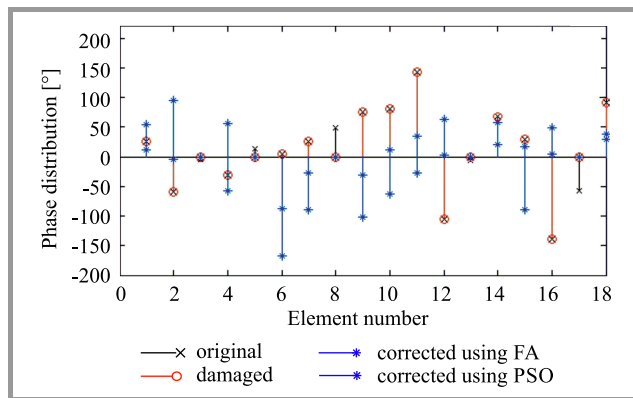 Phase distribution [°]
200
150
100
50
0
-50
-100
-150
-200
0 2 4 6 8 10 12 14 16 18
Element number
original
corrected using FA
damaged
corrected using PSO